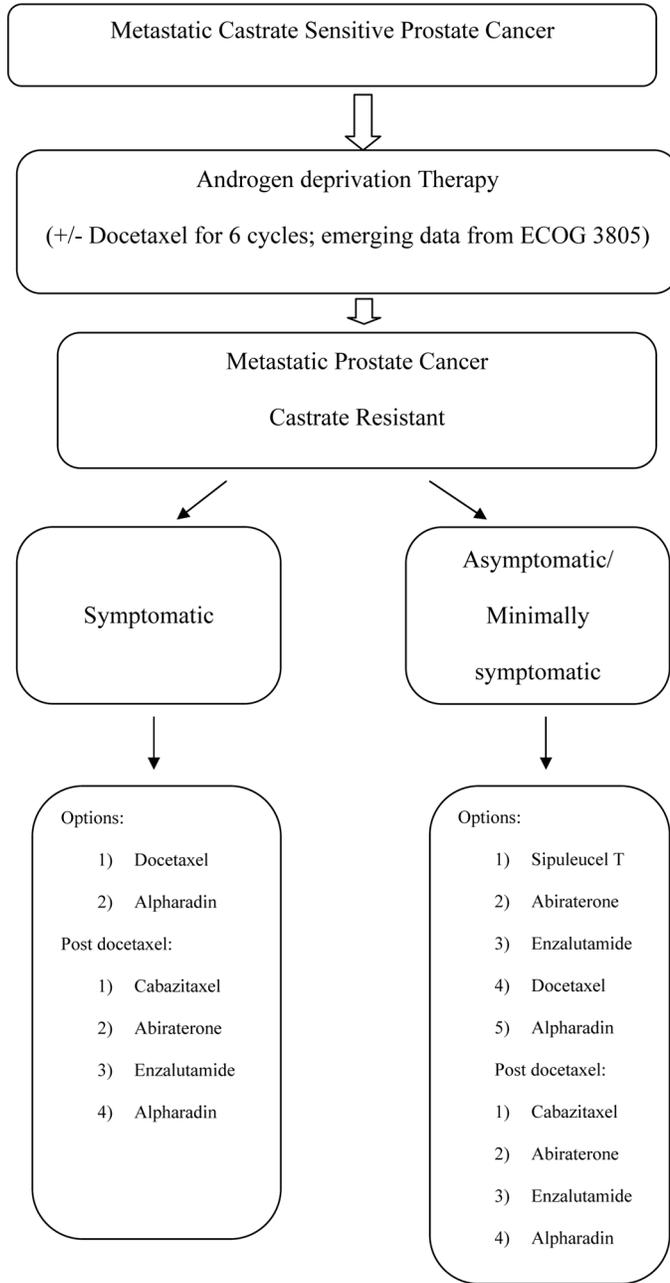 Metastatic Castrate Sensitive Prostate Cancer
Androgen deprivation Therapy
(+/- Docetaxel for 6 cycles; emerging data from ECOG 3805)
Metastatic Prostate Cancer
Castrate Resistant
Symptomatic
Asymptomatic/
Minimally
symptomatic
Options:
1) Docetaxel
2) Alpharadin
Post docetaxel:
1) Cabazitaxel
2) Abiraterone
3) Enzalutamide
4) Alpharadin
Options:
1) Sipuleucel T
2) Abiraterone
3) Enzalutamide
4) Docetaxel
5) Alpharadin
Post docetaxel:
1) Cabazitaxel
2) Abiraterone
3) Enzalutamide
4) Alpharadin